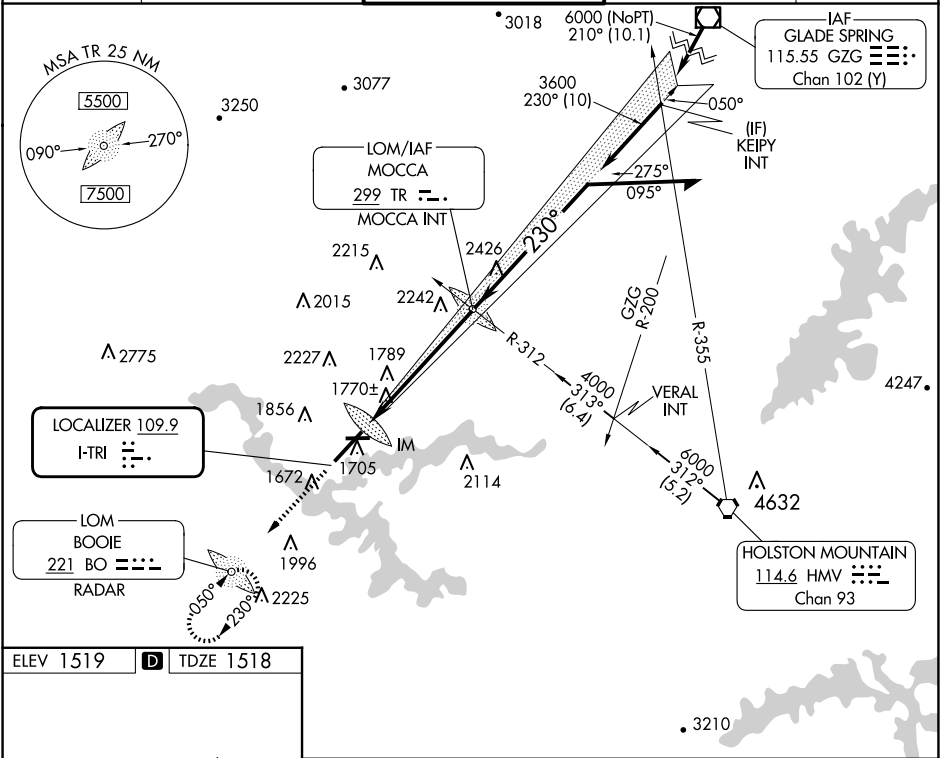 3018
6000 (NoPT)
210° (10.1)
IAF
GLADE SPRING
115.55 GZG
Chan 102 (Y)
MSA TR 25 NM
5500
090°
270°
7500
3250
3077
3600
230° (10)
050°
(IF)
KEIPY
INT
LOM/IAF
MOCCA
299 TR
MOCCA INT
275°
095°
230°
2215
2426
2015
2242
GZG
R-200
R-355
R-312
2775
2227
1789
1770±
4000
313°
(6.4)
VERAL
INT
4247
1856
LOCALIZER 109.9
I-TRI
IM
1705
1672
2114
6000
312°
(5.2)
4632
LOM
BOOIE
221 BO
RADAR
1996
HOLSTON MOUNTAIN
114.6 HMV
Chan 93
050°
230°
2225
ELEV 1519
D
TDZE 1518
3210